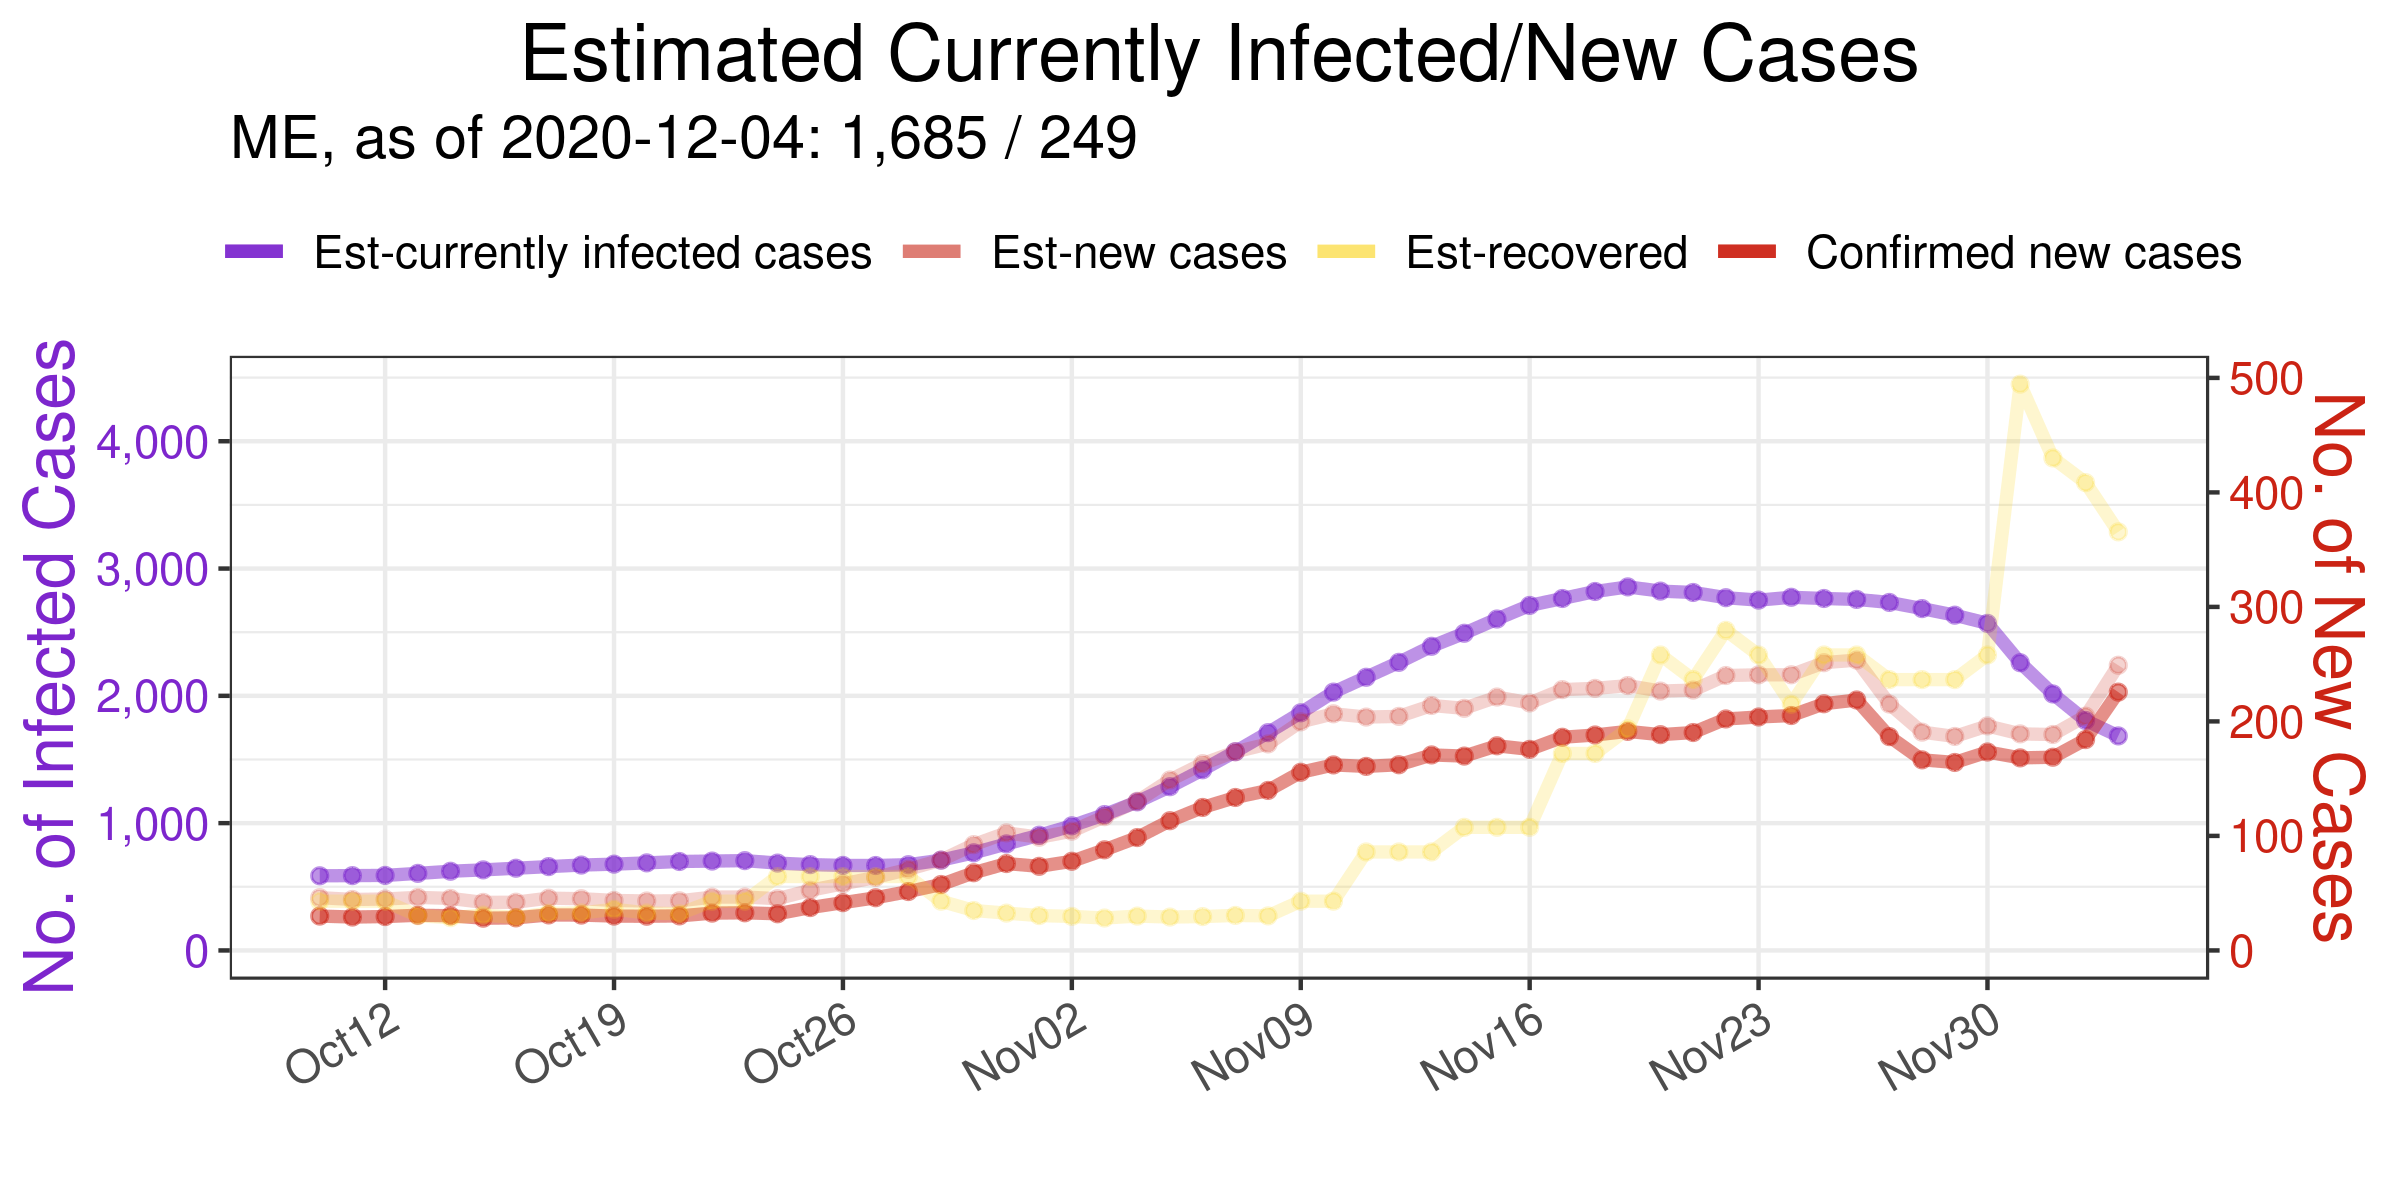 Estimated Currently Infected/New Cases
ME, as of 2020-12-04: 1,685 / 249
Est-currently infected cases Est-new cases Est-recovered Confirmed new cases
No. of Infected Cases
4,000
3,000
2,000
1,000
0
500
400
300
200
100
0
No. of New Cases
Oct12 Oct19 Oct26 Nov02 Nov09 Nov16 Nov23 Nov30